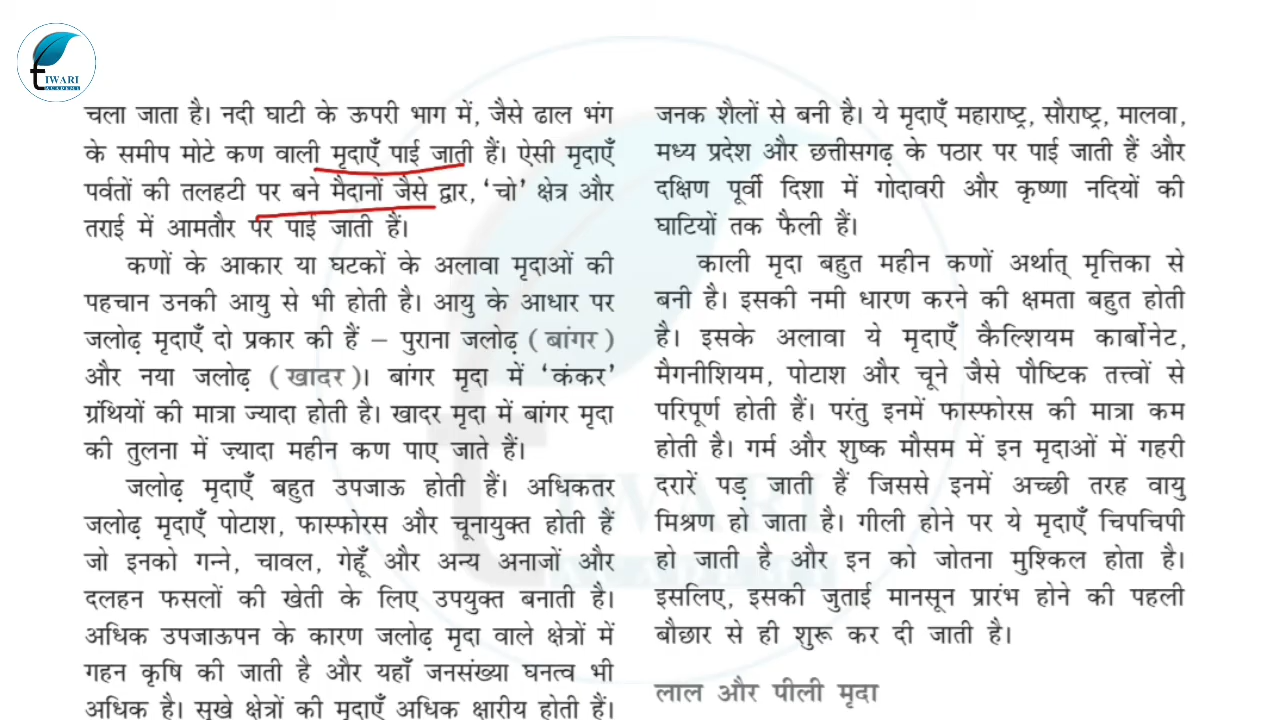 tIWARI
ACADEMY
चला जाता है। नदी घाटी के ऊपरी भाग में, जैसे ढाल भंग
के समीप मोटे कण वाली मृदाएँ पाई जाती हैं। ऐसी मृदाएँ
पर्वतों की तलहटी पर बने मैदानों जैसे द्वार, ‘चो’ क्षेत्र और
तराई में आमतौर पर पाई जाती हैं।
कणों के आकार या घटकों के अलावा मृदाओं की
पहचान उनकी आयु से भी होती है। आयु के आधार पर
जलोढ़ मृदाएँ दो प्रकार की हैं – पुराना जलोढ़ (बांगर)
और नया जलोढ़ (खादर)। बांगर मृदा में ‘कंकर’
ग्रंथियों की मात्रा ज्यादा होती है। खादर मृदा में बांगर मृदा
की तुलना में ज़्यादा महीन कण पाए जाते हैं।
जलोढ़ मृदाएँ बहुत उपजाऊ होती हैं। अधिकतर
जलोढ़ मृदाएँ पोटाश, फास्फोरस और चूनायुक्त होती हैं
जो इनको गन्ने, चावल, गेहूँ और अन्य अनाजों और
दलहन फसलों की खेती के लिए उपयुक्त बनाती है।
अधिक उपजाऊपन के कारण जलोढ़ मृदा वाले क्षेत्रों में
गहन कृषि की जाती है और यहाँ जनसंख्या घनत्व भी
अधिक है। सूखे क्षेत्रों की मृदाएँ अधिक क्षारीय होती हैं।
जनक शैलों से बनी है। ये मृदाएँ महाराष्ट्र, सौराष्ट्र, मालवा,
मध्य प्रदेश और छत्तीसगढ़ के पठार पर पाई जाती हैं और
दक्षिण पूर्वी दिशा में गोदावरी और कृष्णा नदियों की
घाटियों तक फैली हैं।
काली मृदा बहुत महीन कणों अर्थात् मृत्तिका से
बनी है। इसकी नमी धारण करने की क्षमता बहुत होती
है। इसके अलावा ये मृदाएँ कैल्शियम कार्बोनेट,
मैगनीशियम, पोटाश और चूने जैसे पौष्टिक तत्त्वों से
परिपूर्ण होती हैं। परंतु इनमें फास्फोरस की मात्रा कम
होती है। गर्म और शुष्क मौसम में इन मृदाओं में गहरी
दरारें पड़ जाती हैं जिससे इनमें अच्छी तरह वायु
मिश्रण हो जाता है। गीली होने पर ये मृदाएँ चिपचिपी
हो जाती है और इन को जोतना मुश्किल होता है।
इसलिए, इसकी जुताई मानसून प्रारंभ होने की पहली
बौछार से ही शुरू कर दी जाती है।
लाल और पीली मृदा